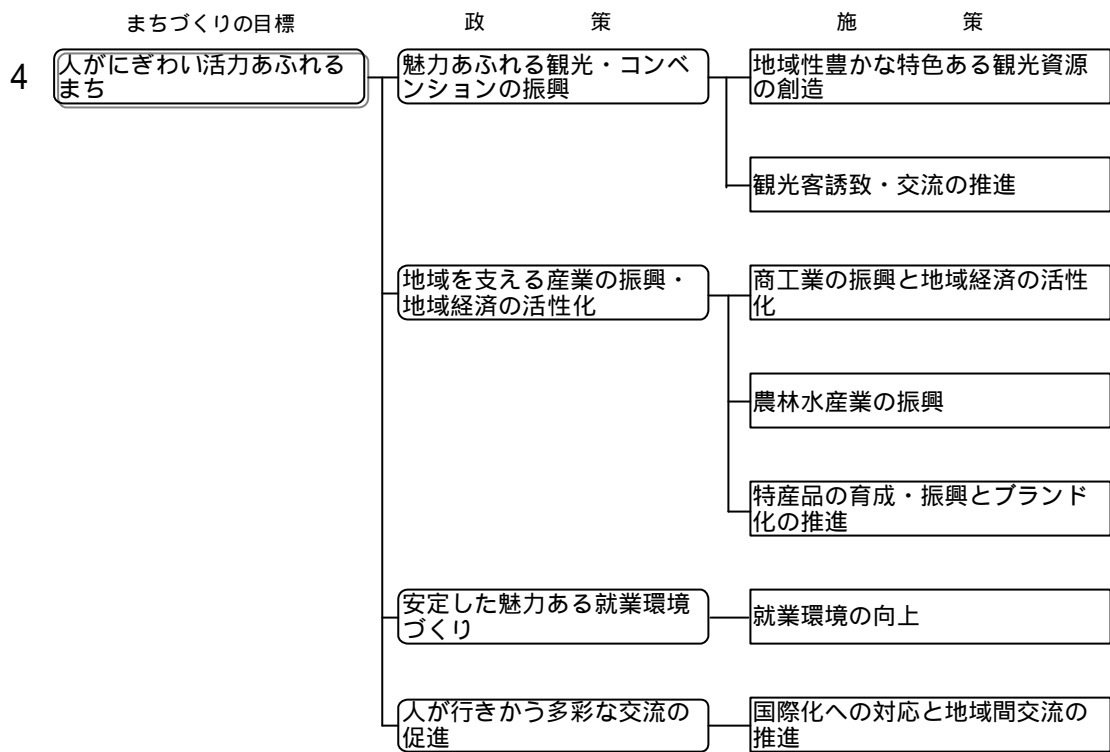 まちづくりの目標
政 策
施 策
4
人がにぎわい活力あふれる
まち
魅力あふれる観光・コンベ
ンションの振興
地域性豊かな特色ある観光資源
の創造
観光客誘致・交流の推進
地域を支える産業の振興・
地域経済の活性化
商工業の振興と地域経済の活性
化
農林水産業の振興
特産品の育成・振興とブランド
化の推進
安定した魅力ある就業環境
づくり
就業環境の向上
人が行きかう多彩な交流の
促進
国際化への対応と地域間交流の
推進